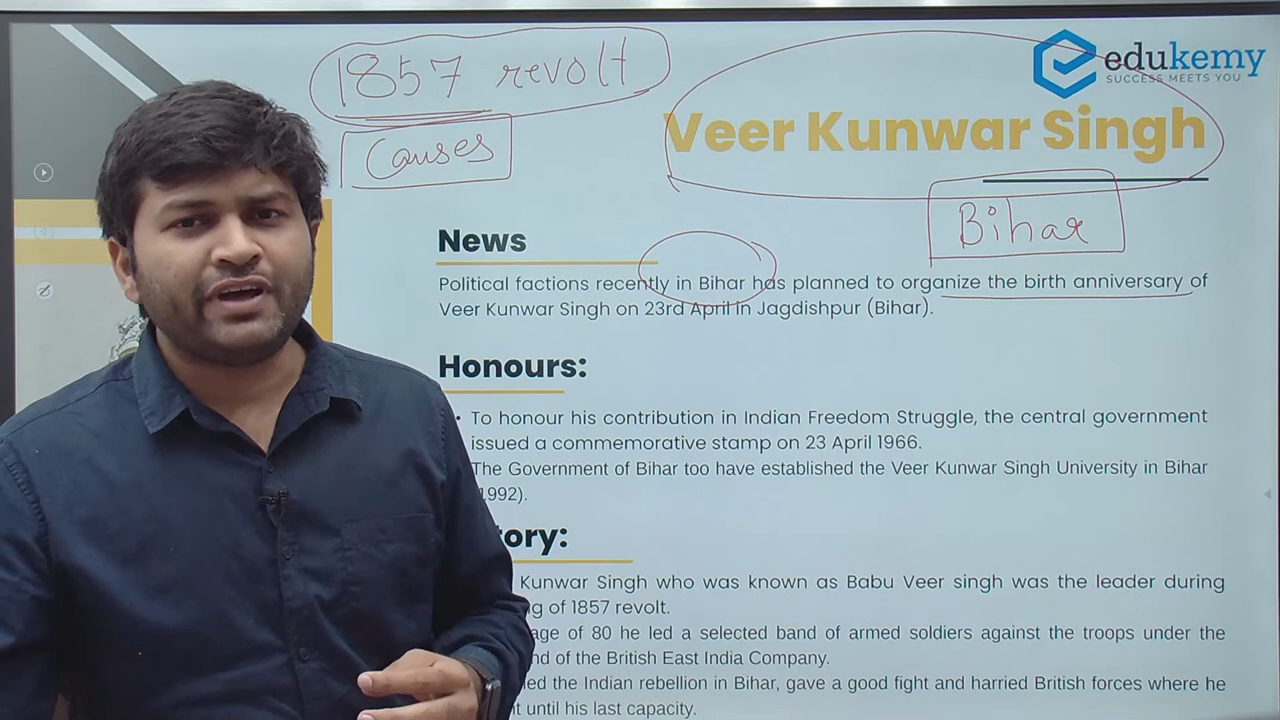 1857 revolt
Causes
edukemy
SUCCESS MEETS YOU
Veer Kunwar Singh
Bihar
News
Political factions recently in Bihar has planned to organize the birth anniversary of
Veer Kunwar Singh on 23rd April in Jagdishpur (Bihar).
Honours:
• To honour his contribution in Indian Freedom Struggle, the central government
issued a commemorative stamp on 23 April 1966.
The Government of Bihar too have established the Veer Kunwar Singh University in Bihar
1992).
tory:
Kunwar Singh who was known as Babu Veer singh was the leader during
g of 1857 revolt.
age of 80 he led a selected band of armed soldiers against the troops under the
nd of the British East India Company.
led the Indian rebellion in Bihar, gave a good fight and harried British forces where he
t until his last capacity.